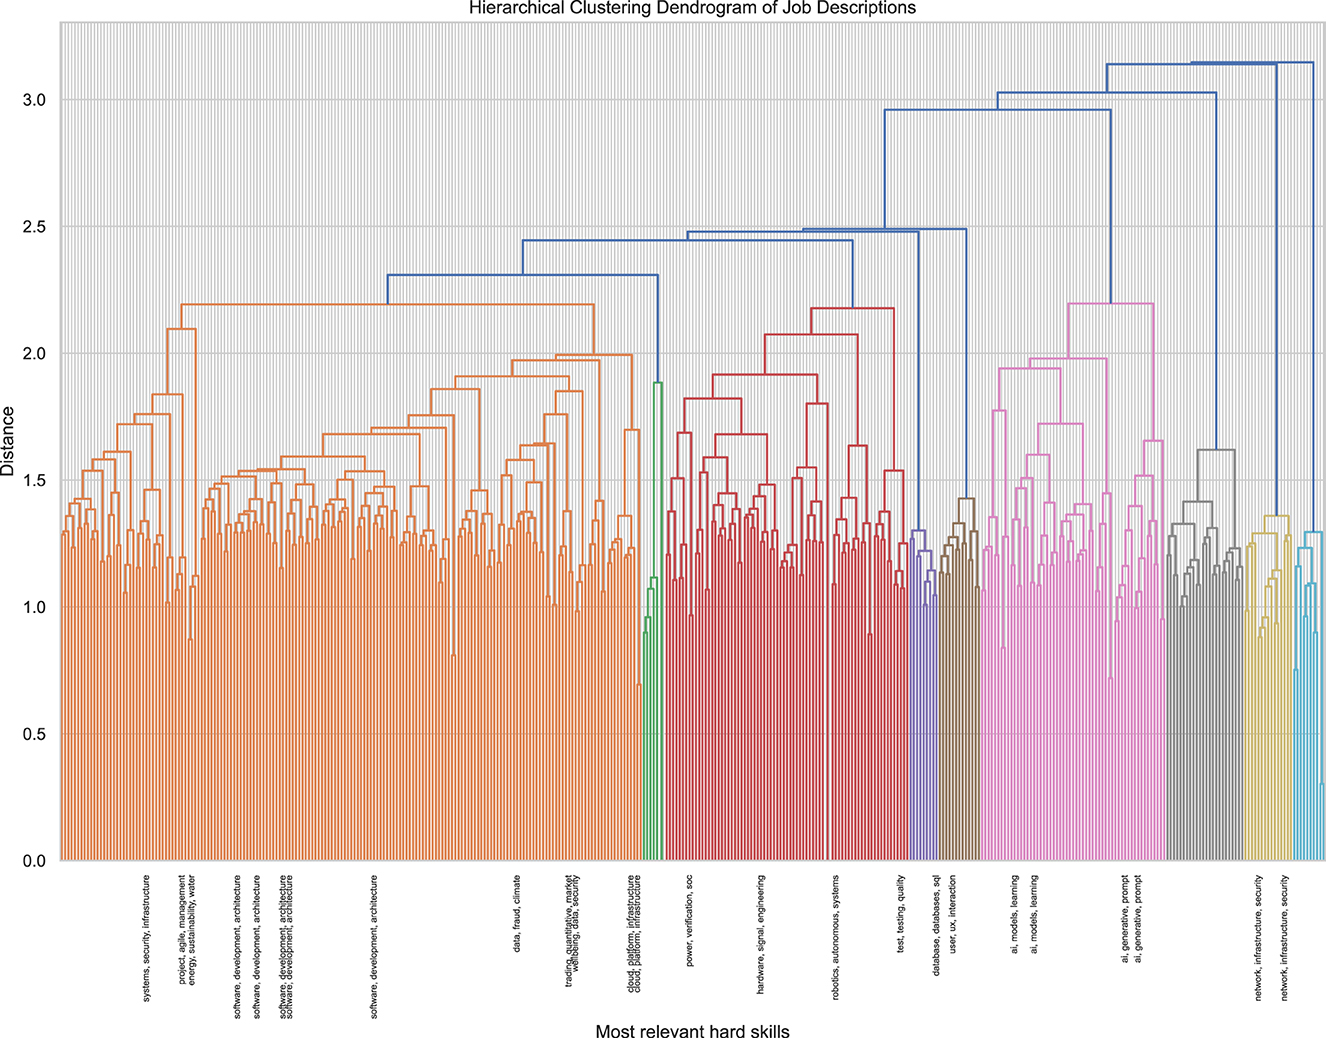 Hierarchical Clustering Dendrogram of Job Descriptions
Distance
3.0
2.5
2.0
1.5
1.0
0.5
0.0
systems, security, infrastructure
project, agile, management
energy, sustainability, water
software, development, architecture
software, development, architecture
software, development, architecture
software, development, architecture
software, development, architecture
data, fraud, climate
trading, quantitative, market
wellbeing, data, security
cloud, platform, infrastructure
cloud, platform, infrastructure
power, verification, soc
hardware, signal, engineering
robotics, autonomous, systems
test, testing, quality
database, databases, sql
user, ux, interaction
ai, models, learning
ai, models, learning
ai, generative, prompt
ai, generative, prompt
network, infrastructure, security
network, infrastructure, security
Most relevant hard skills